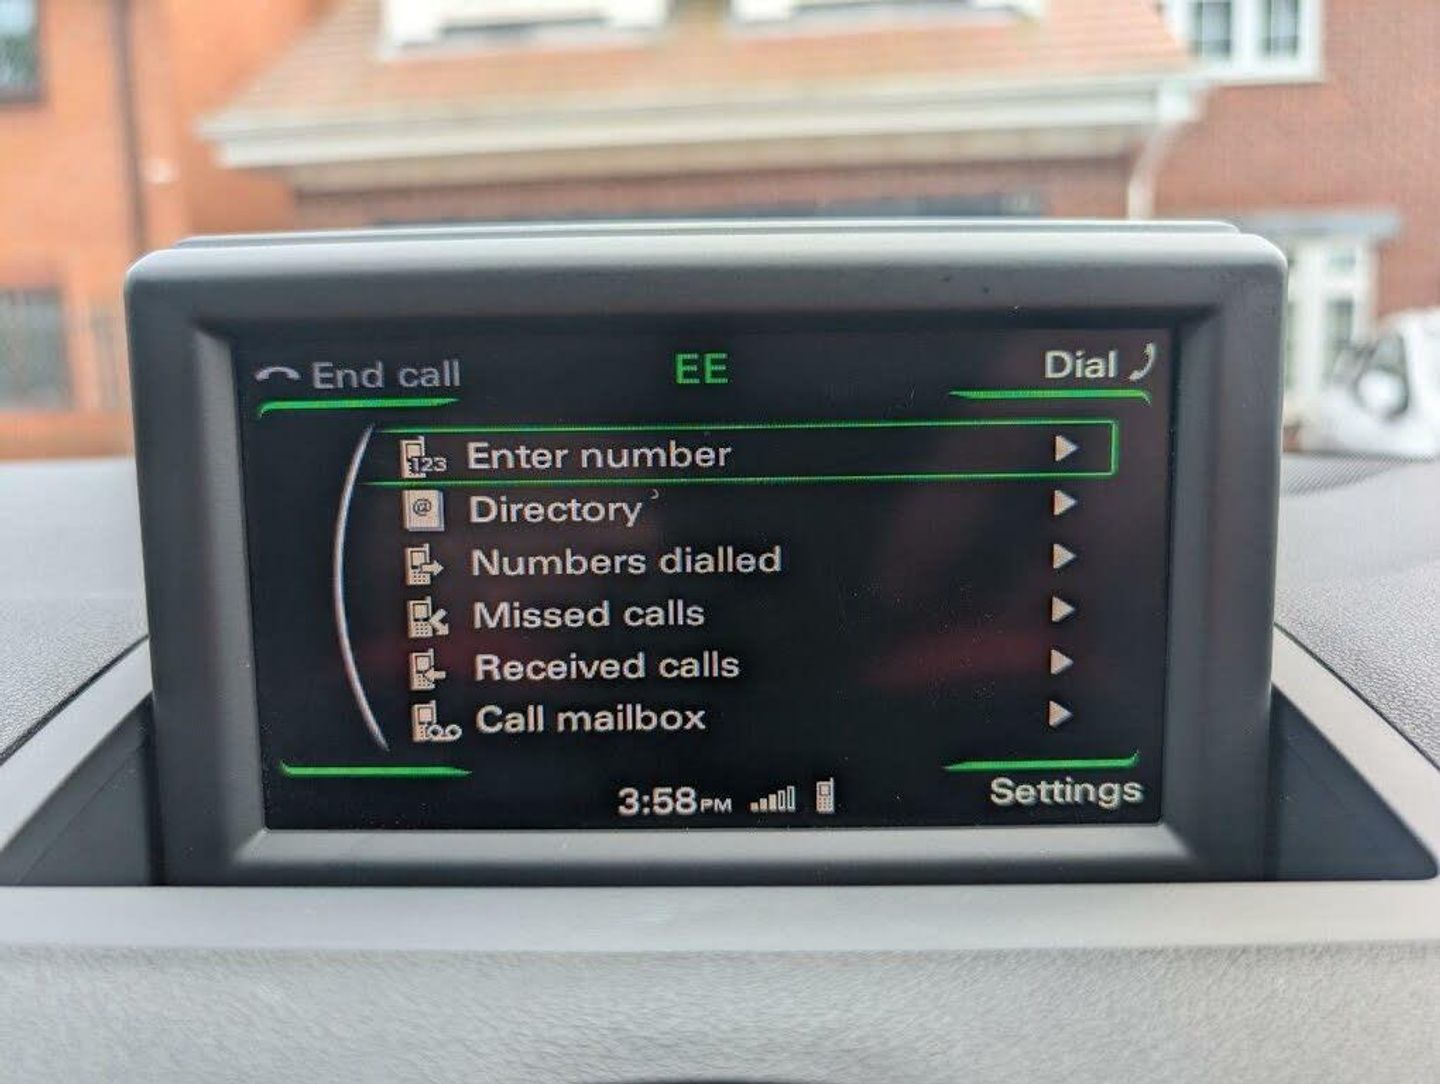 End call EE Dial
123 Enter number
@ Directory
Numbers dialled
Missed calls
Received calls
Call mailbox
3:58PM Settings